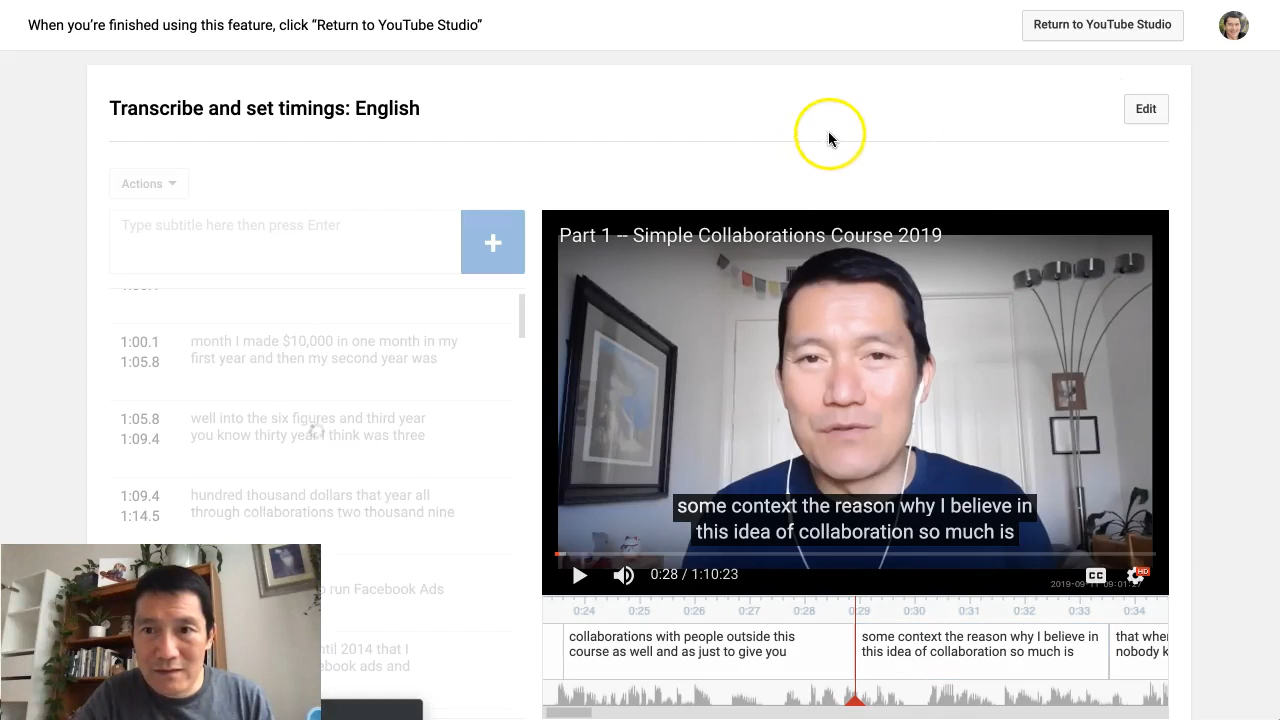 When you’re finished using this feature, click “Return to YouTube Studio”
Return to YouTube Studio
Transcribe and set timings: English
Edit
Actions
Type subtitle here then press Enter
+
1:00.1
1:05.8
month I made $10,000 in one month in my
first year and then my second year was
1:05.8
1:09.4
well into the six figures and third year
you know thirty year I think was three
1:09.4
1:14.5
hundred thousand dollars that year all
through collaborations two thousand nine
run Facebook Ads
until 2014 that I
ebook ads and
Part 1 -- Simple Collaborations Course 2019
some context the reason why I believe in
this idea of collaboration so much is
0:28 / 1:10:23
CC
HD
0:24
0:25
0:26
0:27
0:28
0:29
0:30
0:31
0:32
0:33
0:34
collaborations with people outside this
course as well and as just to give you
some context the reason why I believe in
this idea of collaboration so much is
that whe
nobody k